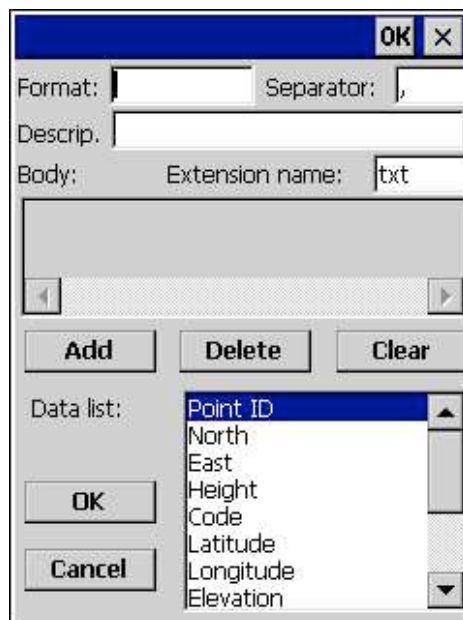 OK ×
Format: Separator: ,
Descrip.
Body: Extension name: txt
Add Delete Clear
Data list:
Point ID
North
East
Height
OK
Code
Latitude
Cancel
Longitude
Elevation